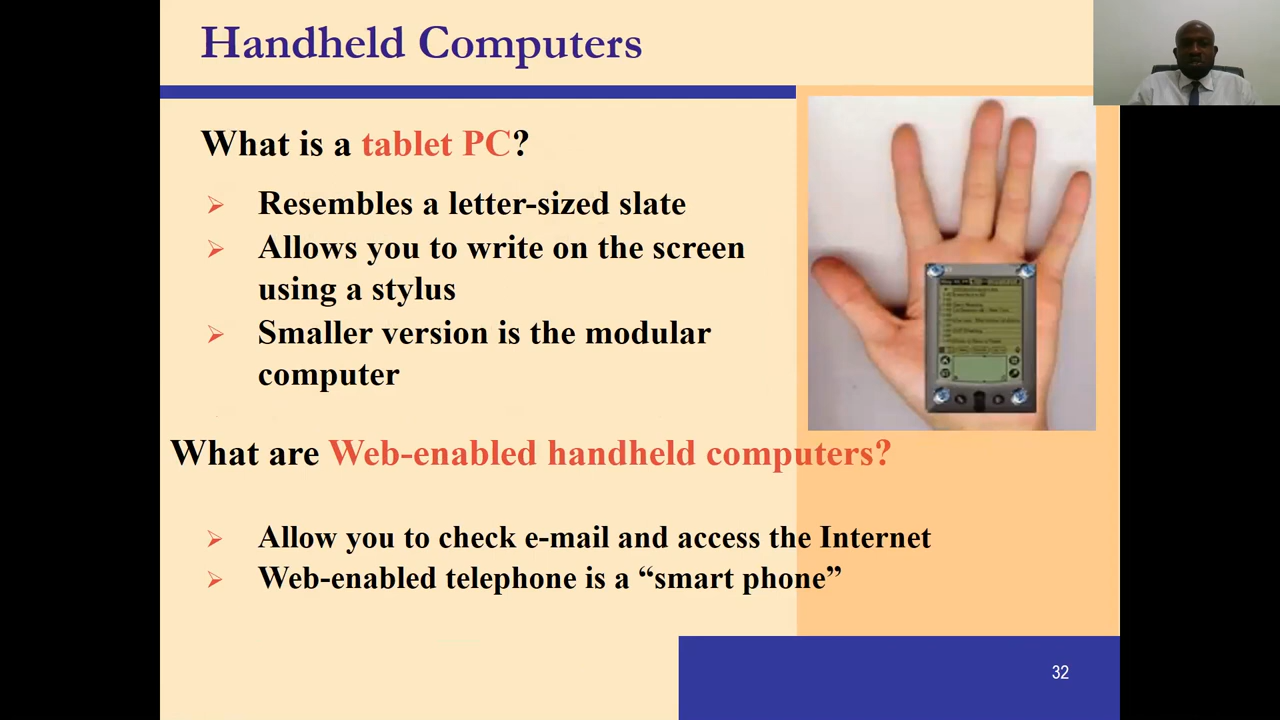 Handheld Computers
What is a tablet PC?
Resembles a letter-sized slate
Allows you to write on the screen
using a stylus
Smaller version is the modular
computer
What are Web-enabled handheld computers?
Allow you to check e-mail and access the Internet
Web-enabled telephone is a “smart phone”
32